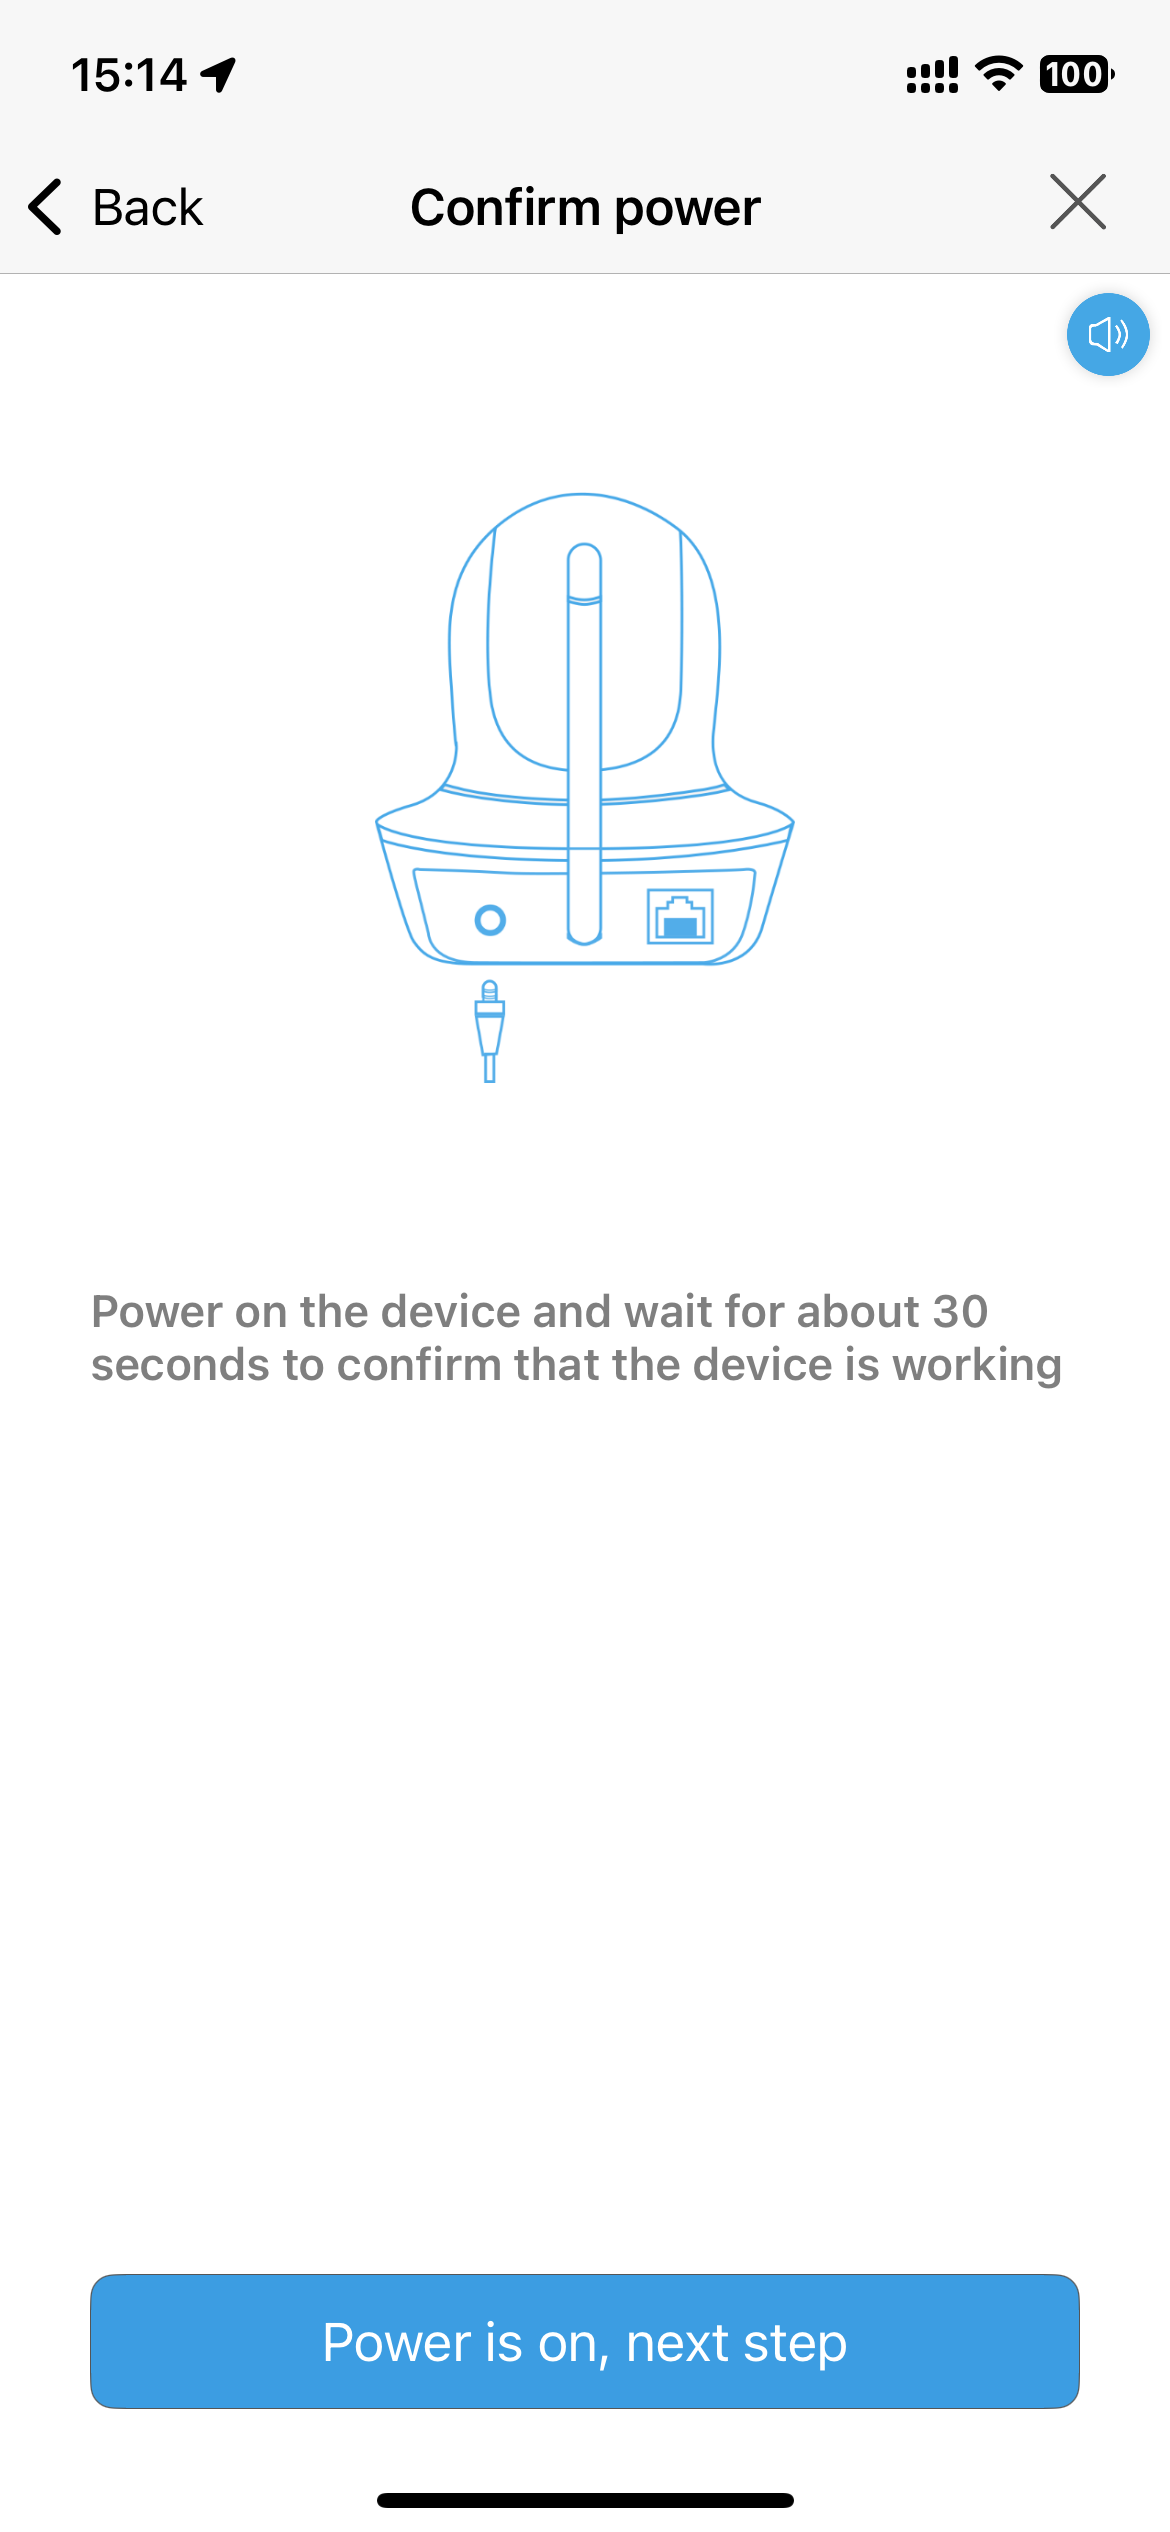 15:14
100
Back
Confirm power
Power on the device and wait for about 30
seconds to confirm that the device is working
Power is on, next step